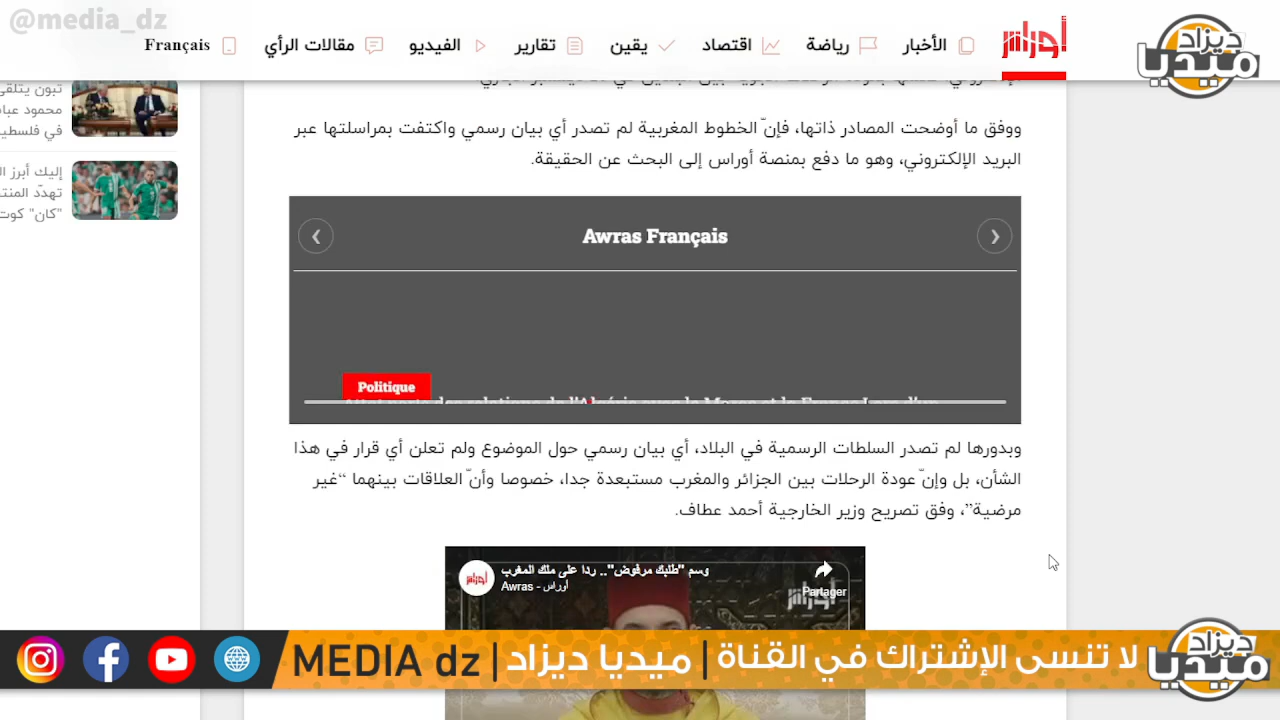 @media_dz
الأخبار
رياضة
اقتصاد
يقين
تقارير
الفيديو
مقالات الرأي
Français
أوراس
ديزاد
ميديا
تبون يتلقى
محمود
في
إليك أبرز
"كان" كوت
ووفق ما أوضحت المصادر ذاتها، فإنّ الخطوط المغربية لم تصدر أي بيان رسمي واكتفت بمراسلتها عبر
البريد الإلكتروني، وهو ما دفع بمنصة أوراس إلى البحث عن الحقيقة.
Awras Français
Politique
وبدورها لم تصدر السلطات الرسمية في البلاد، أي بيان رسمي حول الموضوع ولم تعلن أي قرار في هذا
الشأن، بل وإنّ عودة الرحلات بين الجزائر والمغرب مستبعدة جدا، خصوصا وأنّ العلاقات بينهما “غير
مرضية”، وفق تصريح وزير الخارجية أحمد عطاف.
وسم "طلبك مرفوض".. ردا على ملك المغرب
Awras - أوراس
Partager
أوراس
لا تنسى الإشتراك في القناة | ميديا ديزاد | MEDIA dz
ديزاد
ميديا